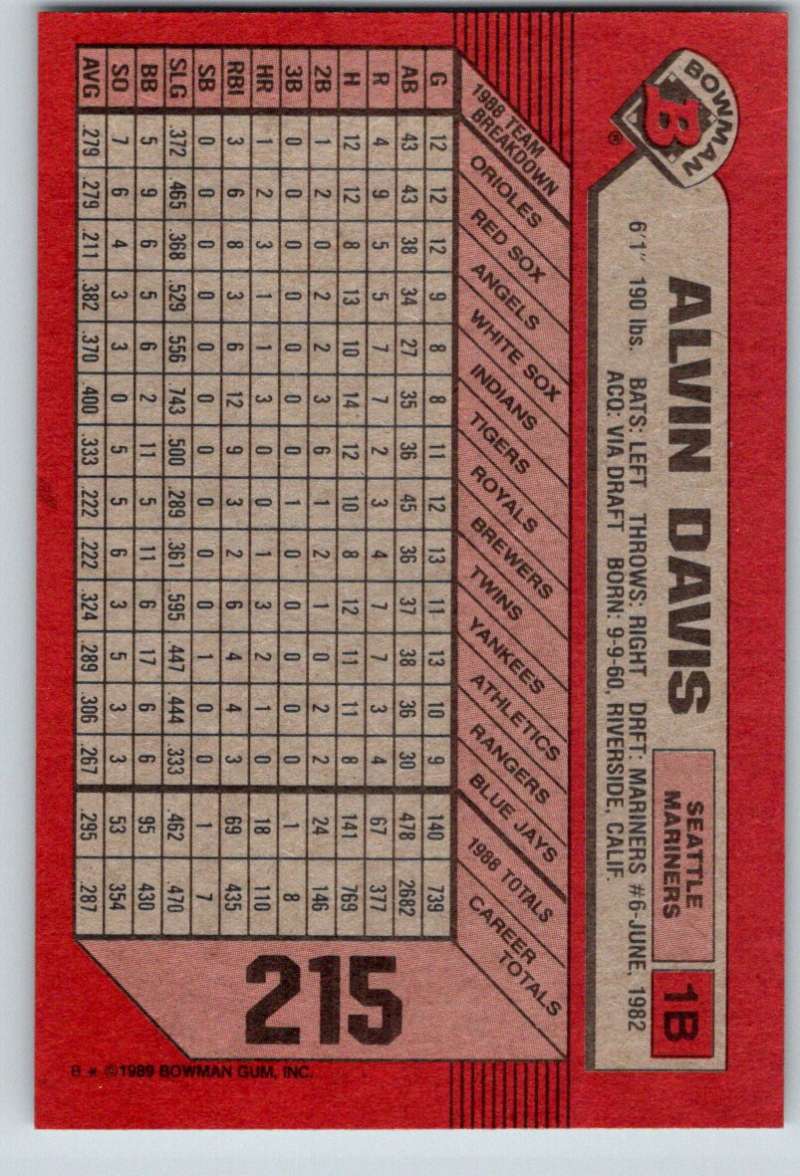 BOWMAN
B
®
ALVIN DAVIS
SEATTLE MARINERS
1B
6'1" 190 lbs. BATS: LEFT THROWS: RIGHT DRFT: MARINERS #6-JUNE, 1982
ACQ: VIA DRAFT BORN: 9-9-60, RIVERSIDE, CALIF.
1988 TEAM BREAKDOWN ORIOLES RED SOX ANGELS WHITE SOX INDIANS TIGERS ROYALS BREWERS TWINS YANKEES ATHLETICS RANGERS BLUE JAYS 1988 TOTALS CAREER TOTALS
G 12 12 12 9 8 8 11 12 13 11 13 10 9 140 739
AB 43 43 38 34 27 35 36 45 36 37 38 36 30 478 2682
R 4 9 5 5 7 7 2 3 4 7 7 3 4 67 377
H 12 12 8 13 10 14 12 10 8 12 11 11 8 141 769
2B 1 2 0 2 2 3 6 1 2 1 0 2 2 24 146
3B 0 0 0 0 0 0 0 1 0 0 0 0 0 1 8
HR 1 2 3 1 1 3 0 0 1 3 2 1 0 18 110
RBI 3 6 8 3 6 12 9 3 2 6 4 4 3 69 435
SB 0 0 0 0 0 0 0 0 0 0 1 0 0 1 7
SLG .372 .465 .368 .529 .556 .743 .500 .289 .361 .595 .447 .444 .333 .462 .470
BB 5 9 6 5 6 2 11 5 11 6 17 6 6 95 430
SO 7 6 4 3 3 0 5 5 6 3 5 3 3 53 354
AVG .279 .279 .211 .382 .370 .400 .333 .222 .222 .324 .289 .306 .267 .295 .287
215
B * ©1989 BOWMAN GUM, INC.